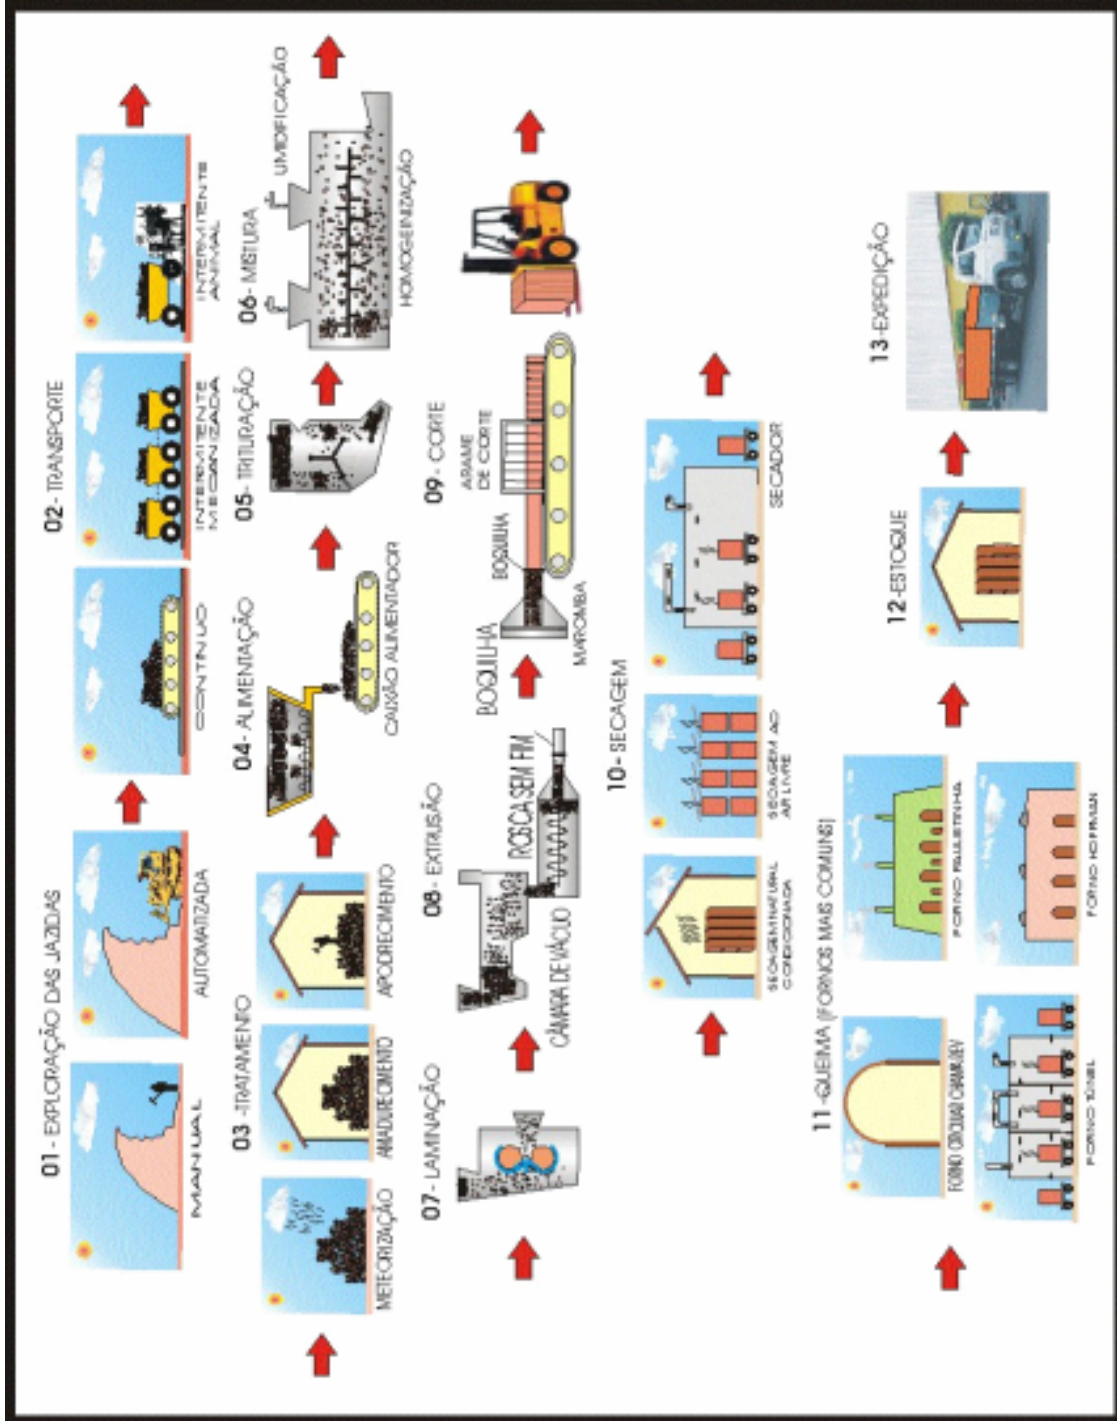 01 - EXPLORAÇÃO DAS JAZIDAS
MANUAL
AUTOMATIZADA
02 - TRANSPORTE
CONTINUO
INTERMITENTE
MECANIZADA
INTERMITENTE
ANIMAL
03 -TRATAMENTO
METEORIZAÇÃO
AMADURECIMENTO
APODRECIMENTO
04 - ALIMENTAÇÃO
CAIXÃO ALIMENTADOR
05 - TRITURAÇÃO
06 - MISTURA
UMIDIFICAÇÃO
HOMOGEINIZAÇÃO
07 - LAMINAÇÃO
08 - EXTRUSÃO
CÂMARA DE VÁCUO
ROSCA SEM FIM
BOQUILHA
09 - CORTE
BOQUILHA
ARAME
DE CORTE
MAROMBA
10- SECAGEM
SECAGEM NATURAL
CONDICIONADA
SECAGEM AO
AR LIVRE
SECADOR
11 -QUEIMA (FORNOS MAIS COMUNS)
FORNO CIRCULAR
FORNO PAULISTINHA
FORNO TÚNEL
FORNO HOFFMAN
12-ESTOQUE
13-EXPEDIÇÃO